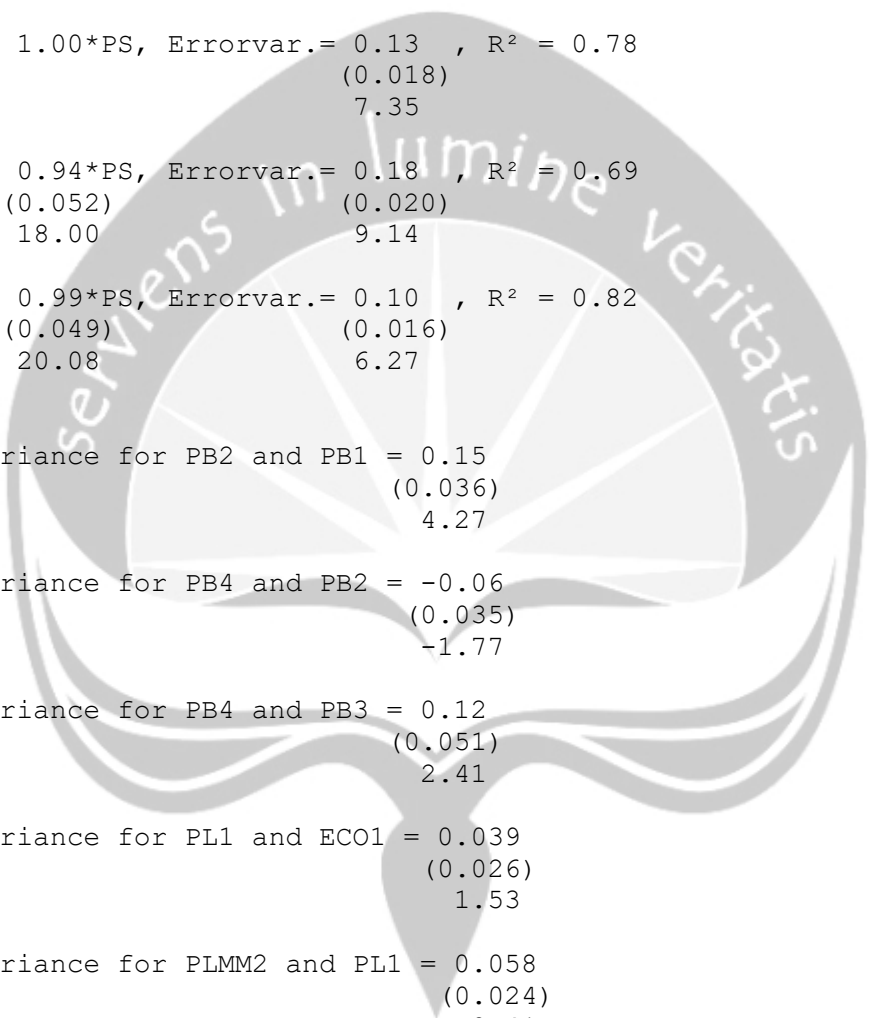 1.00*PS, Errorvar.= 0.13 , R² = 0.78
(0.018)
7.35
0.94*PS, Errorvar.= 0.18 , R² = 0.69
(0.052) (0.020)
18.00 9.14
0.99*PS, Errorvar.= 0.10 , R² = 0.82
(0.049) (0.016)
20.08 6.27
riance for PB2 and PB1 = 0.15
(0.036)
4.27
riance for PB4 and PB2 = -0.06
(0.035)
-1.77
riance for PB4 and PB3 = 0.12
(0.051)
2.41
riance for PL1 and ECO1 = 0.039
(0.026)
1.53
riance for PLMM2 and PL1 = 0.058
(0.024)
serviens in lumine veritatis